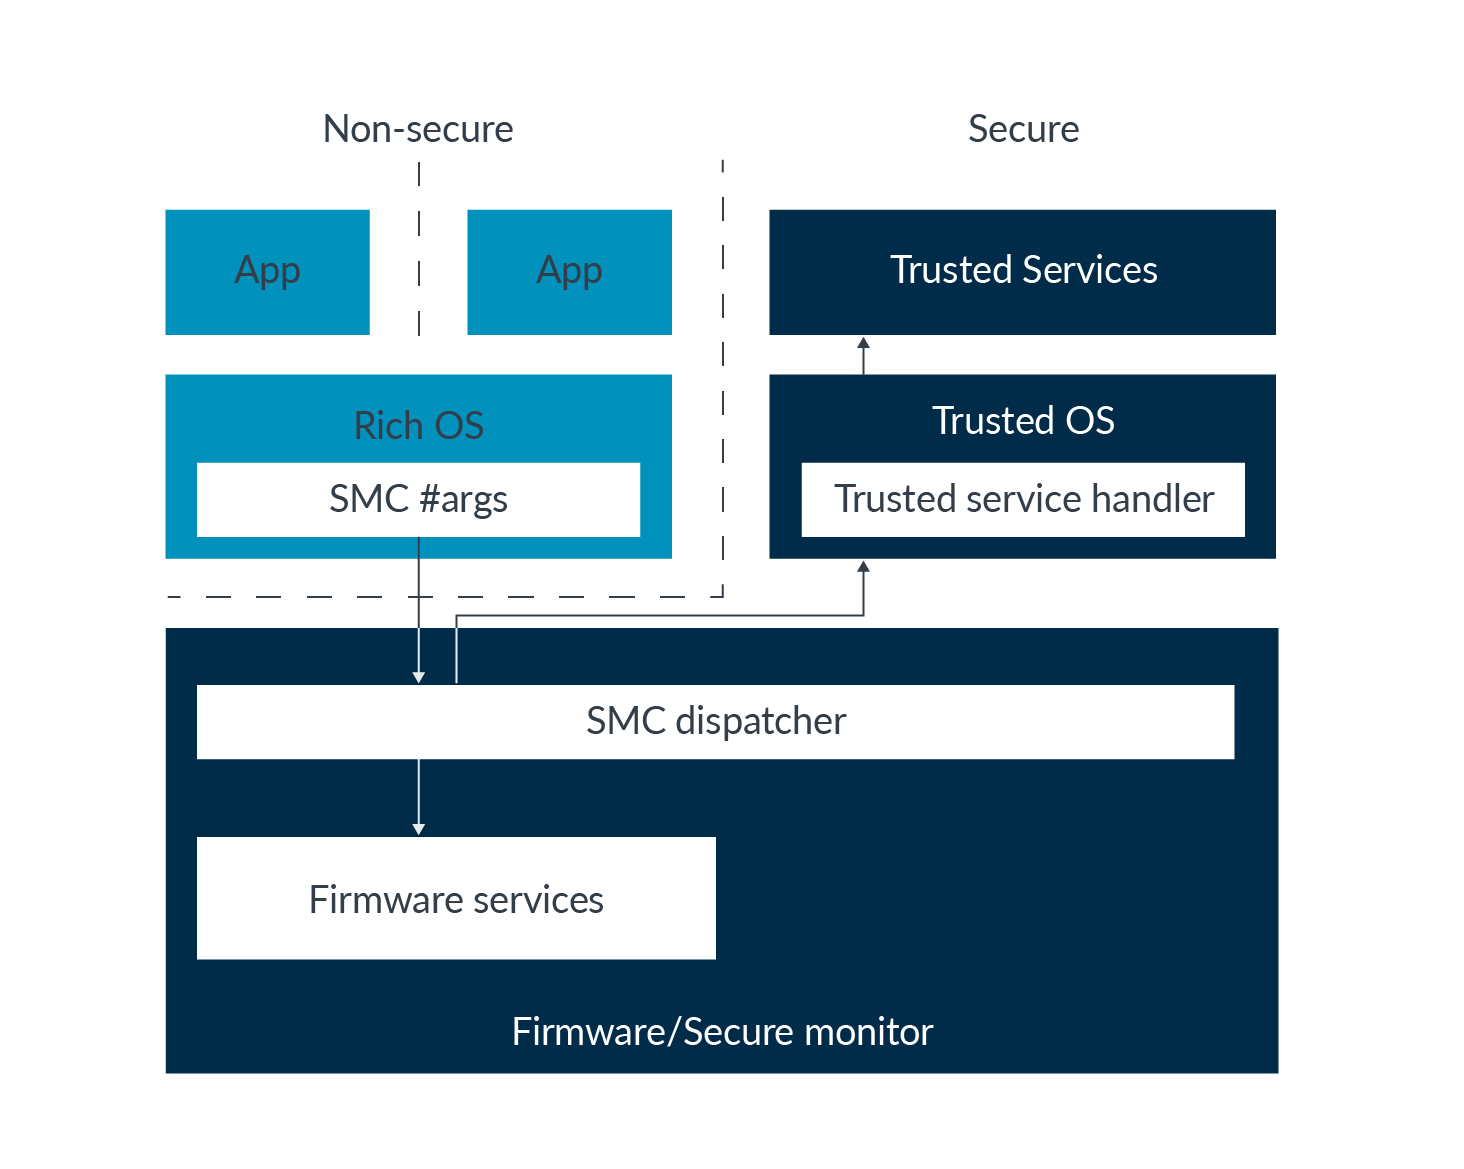 Non-secure
Secure
App
App
Trusted Services
Rich OS
Trusted OS
SMC #args
Trusted service handler
SMC dispatcher
Firmware services
Firmware/Secure monitor